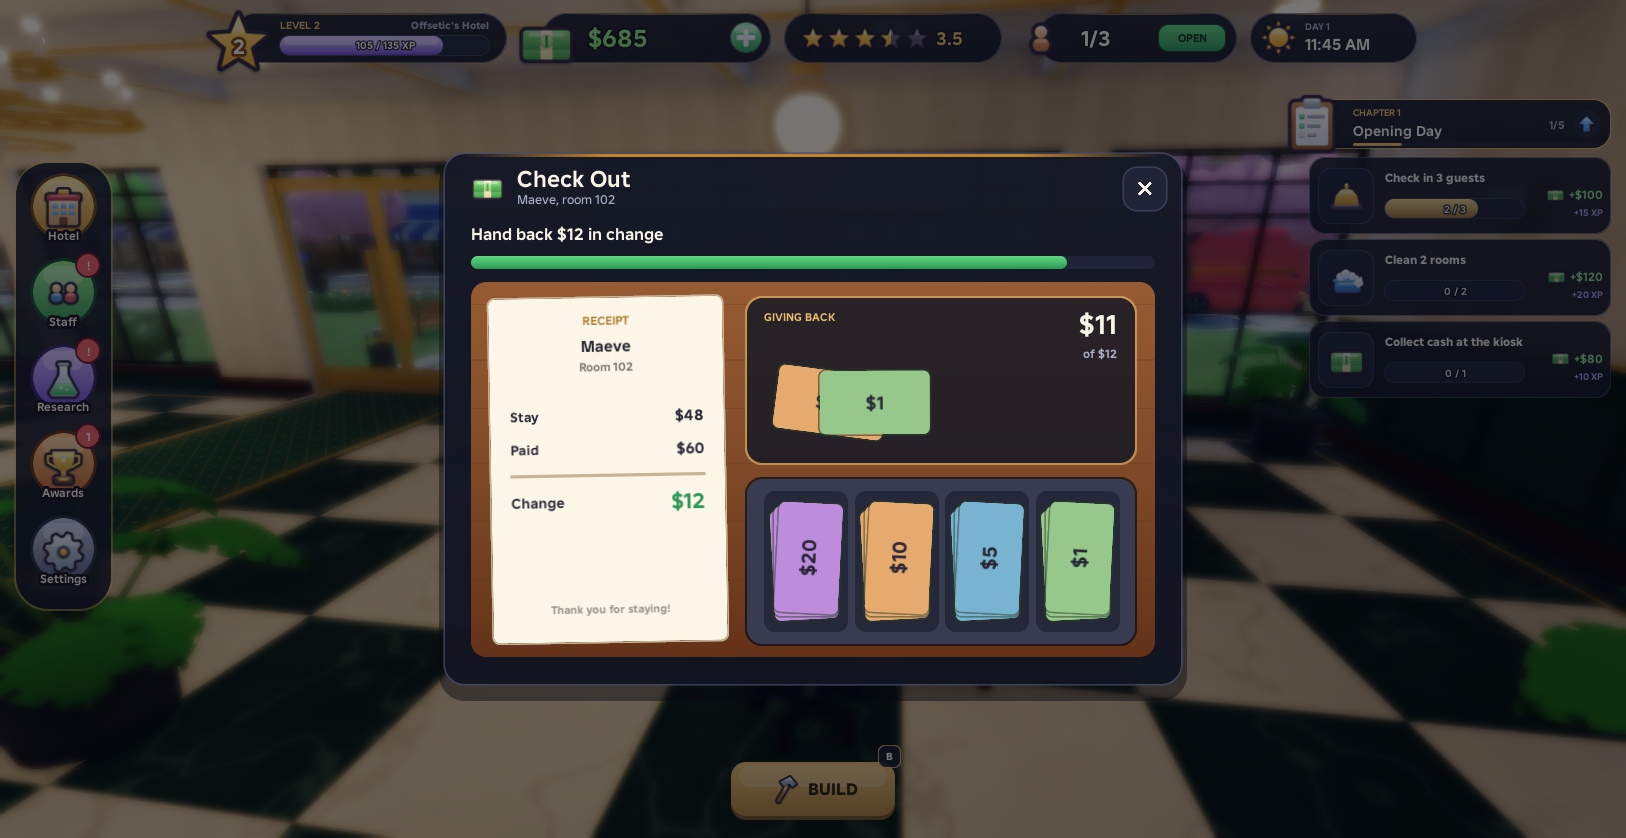 LEVEL 2
Offsetic's Hotel
2
105 / 135 XP
$685
3.5
1/3
OPEN
DAY 1
11:45 AM
CHAPTER 1
Opening Day
1/5
Check in 3 guests
2 / 3
+$100
+15 XP
Clean 2 rooms
0 / 2
+$120
+20 XP
Collect cash at the kiosk
0 / 1
+$80
+10 XP
Hotel
!
Staff
!
Research
1
Awards
Settings
Check Out
Maeve, room 102
Hand back $12 in change
RECEIPT
Maeve
Room 102
Stay $48
Paid $60
Change $12
Thank you for staying!
GIVING BACK
$11
of $12
$1
$20
$10
$5
$1
B
BUILD